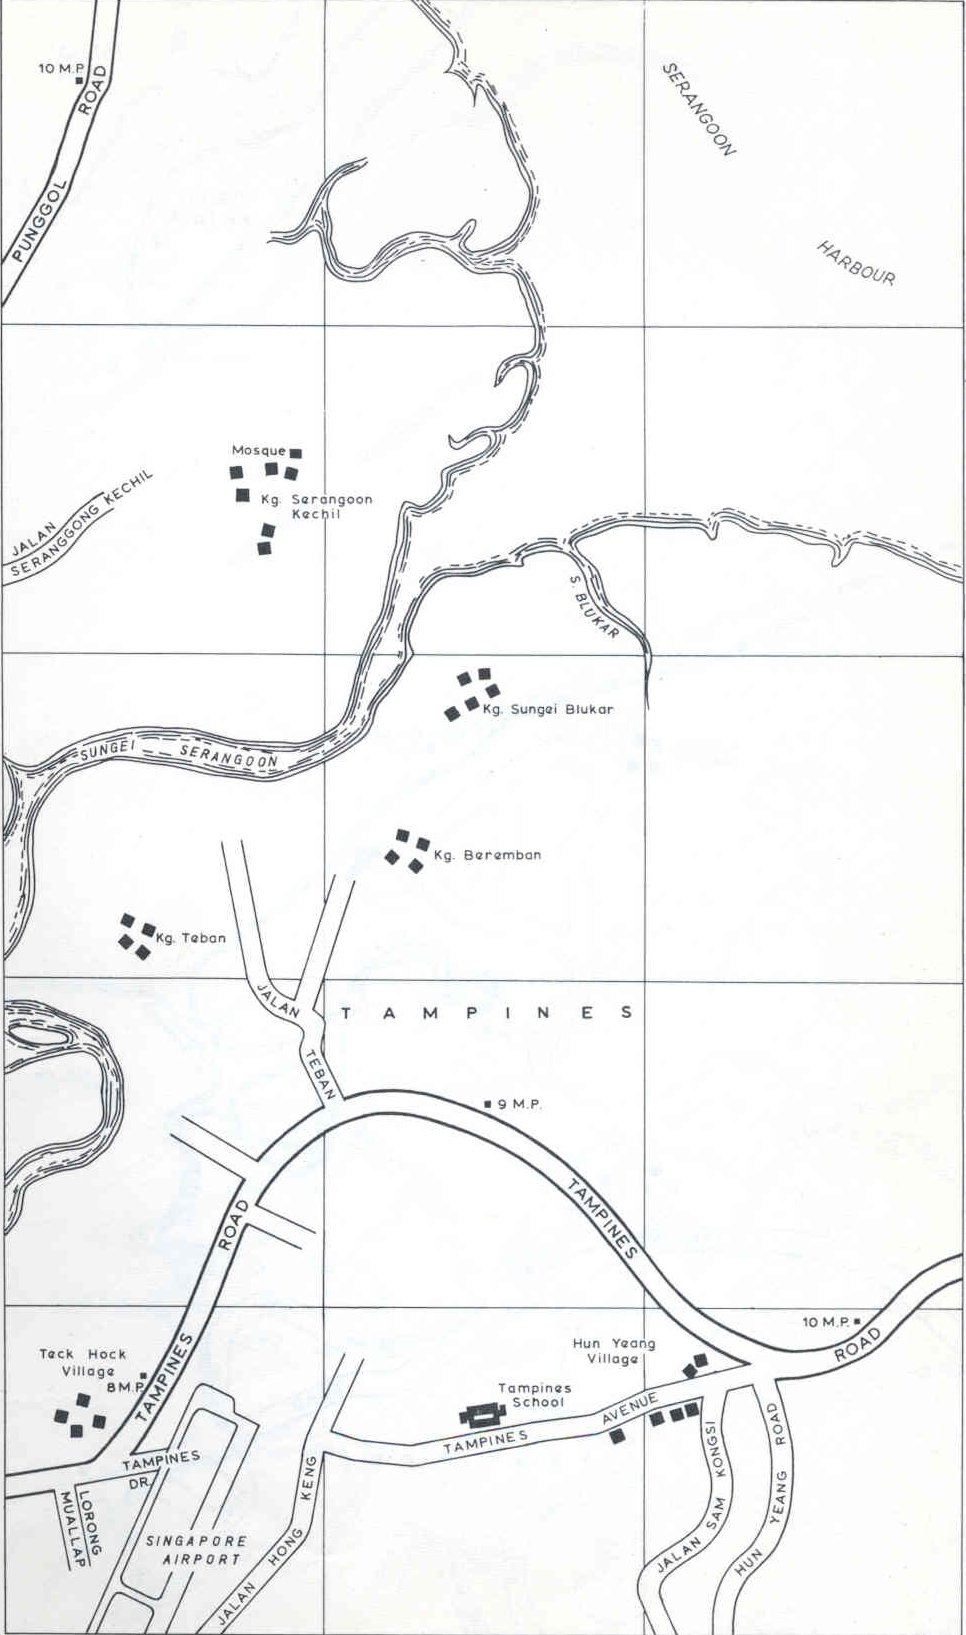 SERANGOON
HARBOUR
10 M.P.
PUNGGOL ROAD
Mosque
Kg. Serangoon
Kechil
JALAN
SERANGGONG KECHIL
S. BLUKAR
Kg. Sungei Blukar
SUNGEI SERANGOON
Kg. Beremban
Kg. Teban
JALAN TEBAN
TAMPINES
9 M.P.
TAMPINES ROAD
TAMPINES
ROAD
10 M.P.
Hun Yeang
Village
Teck Hock
Village
8 M.P.
Tampines
School
TAMPINES AVENUE
TAMPINES
DR.
LORONG
MUALLAP
SINGAPORE
AIRPORT
JALAN HONG KENG
JALAN SAM KONGSI
HUN YEANG ROAD